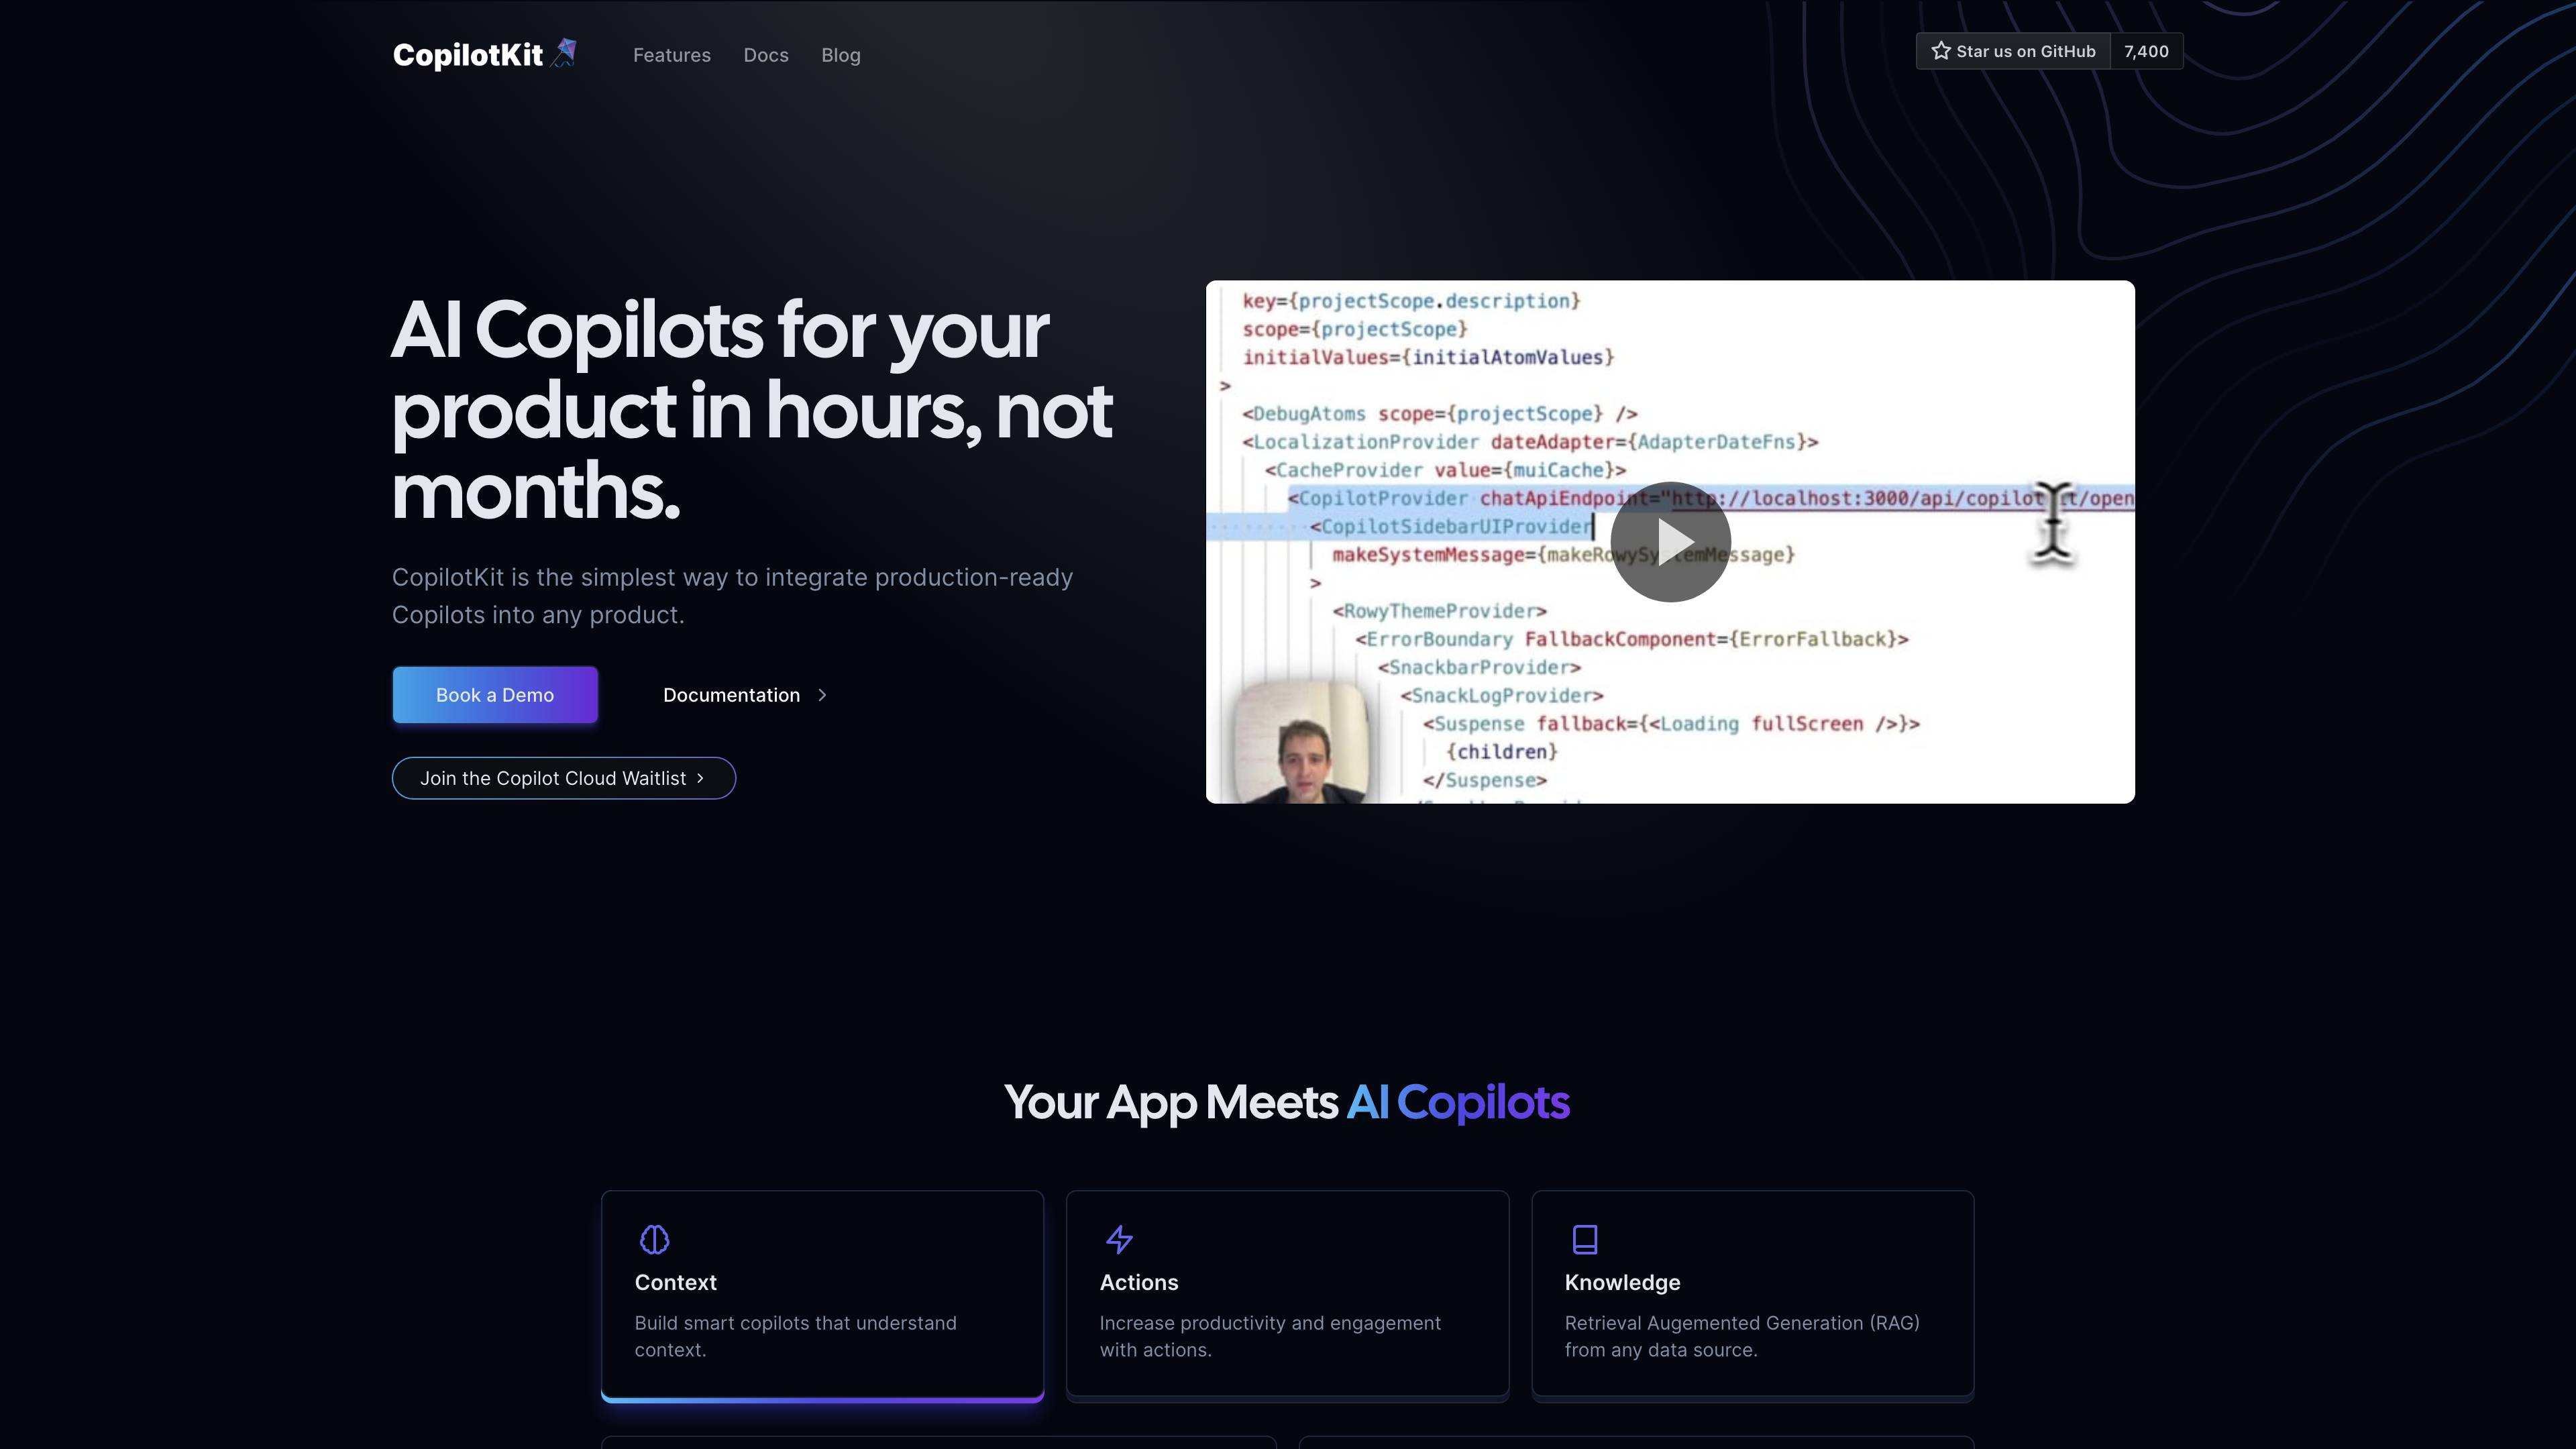 CopilotKit
Features
Docs
Blog
Star us on GitHub
7,400
AI Copilots for your
product in hours, not
months.
CopilotKit is the simplest way to integrate production-ready
Copilots into any product.
Book a Demo
Documentation
Join the Copilot Cloud Waitlist
key={projectScope.description}
scope={projectScope}
initialValues={initialAtomValues}
>
<DebugAtoms scope={projectScope} />
<LocalizationProvider dateAdapter={AdapterDateFns}>
<CacheProvider value={muiCache}>
<CopilotProvider chatApiEndpoint="http://localhost:3000/api/copilotkit/open
<CopilotSidebarUIProvider
makeSystemMessage={makeRowySystemMessage}
>
<RowyThemeProvider>
<ErrorBoundary FallbackComponent={ErrorFallback}>
<SnackbarProvider>
<SnackLogProvider>
<Suspense fallback={<Loading fullScreen />}>
{children}
</Suspense>
Your App Meets AI Copilots
Context
Build smart copilots that understand
context.
Actions
Increase productivity and engagement
with actions.
Knowledge
Retrieval Augemented Generation (RAG)
from any data source.